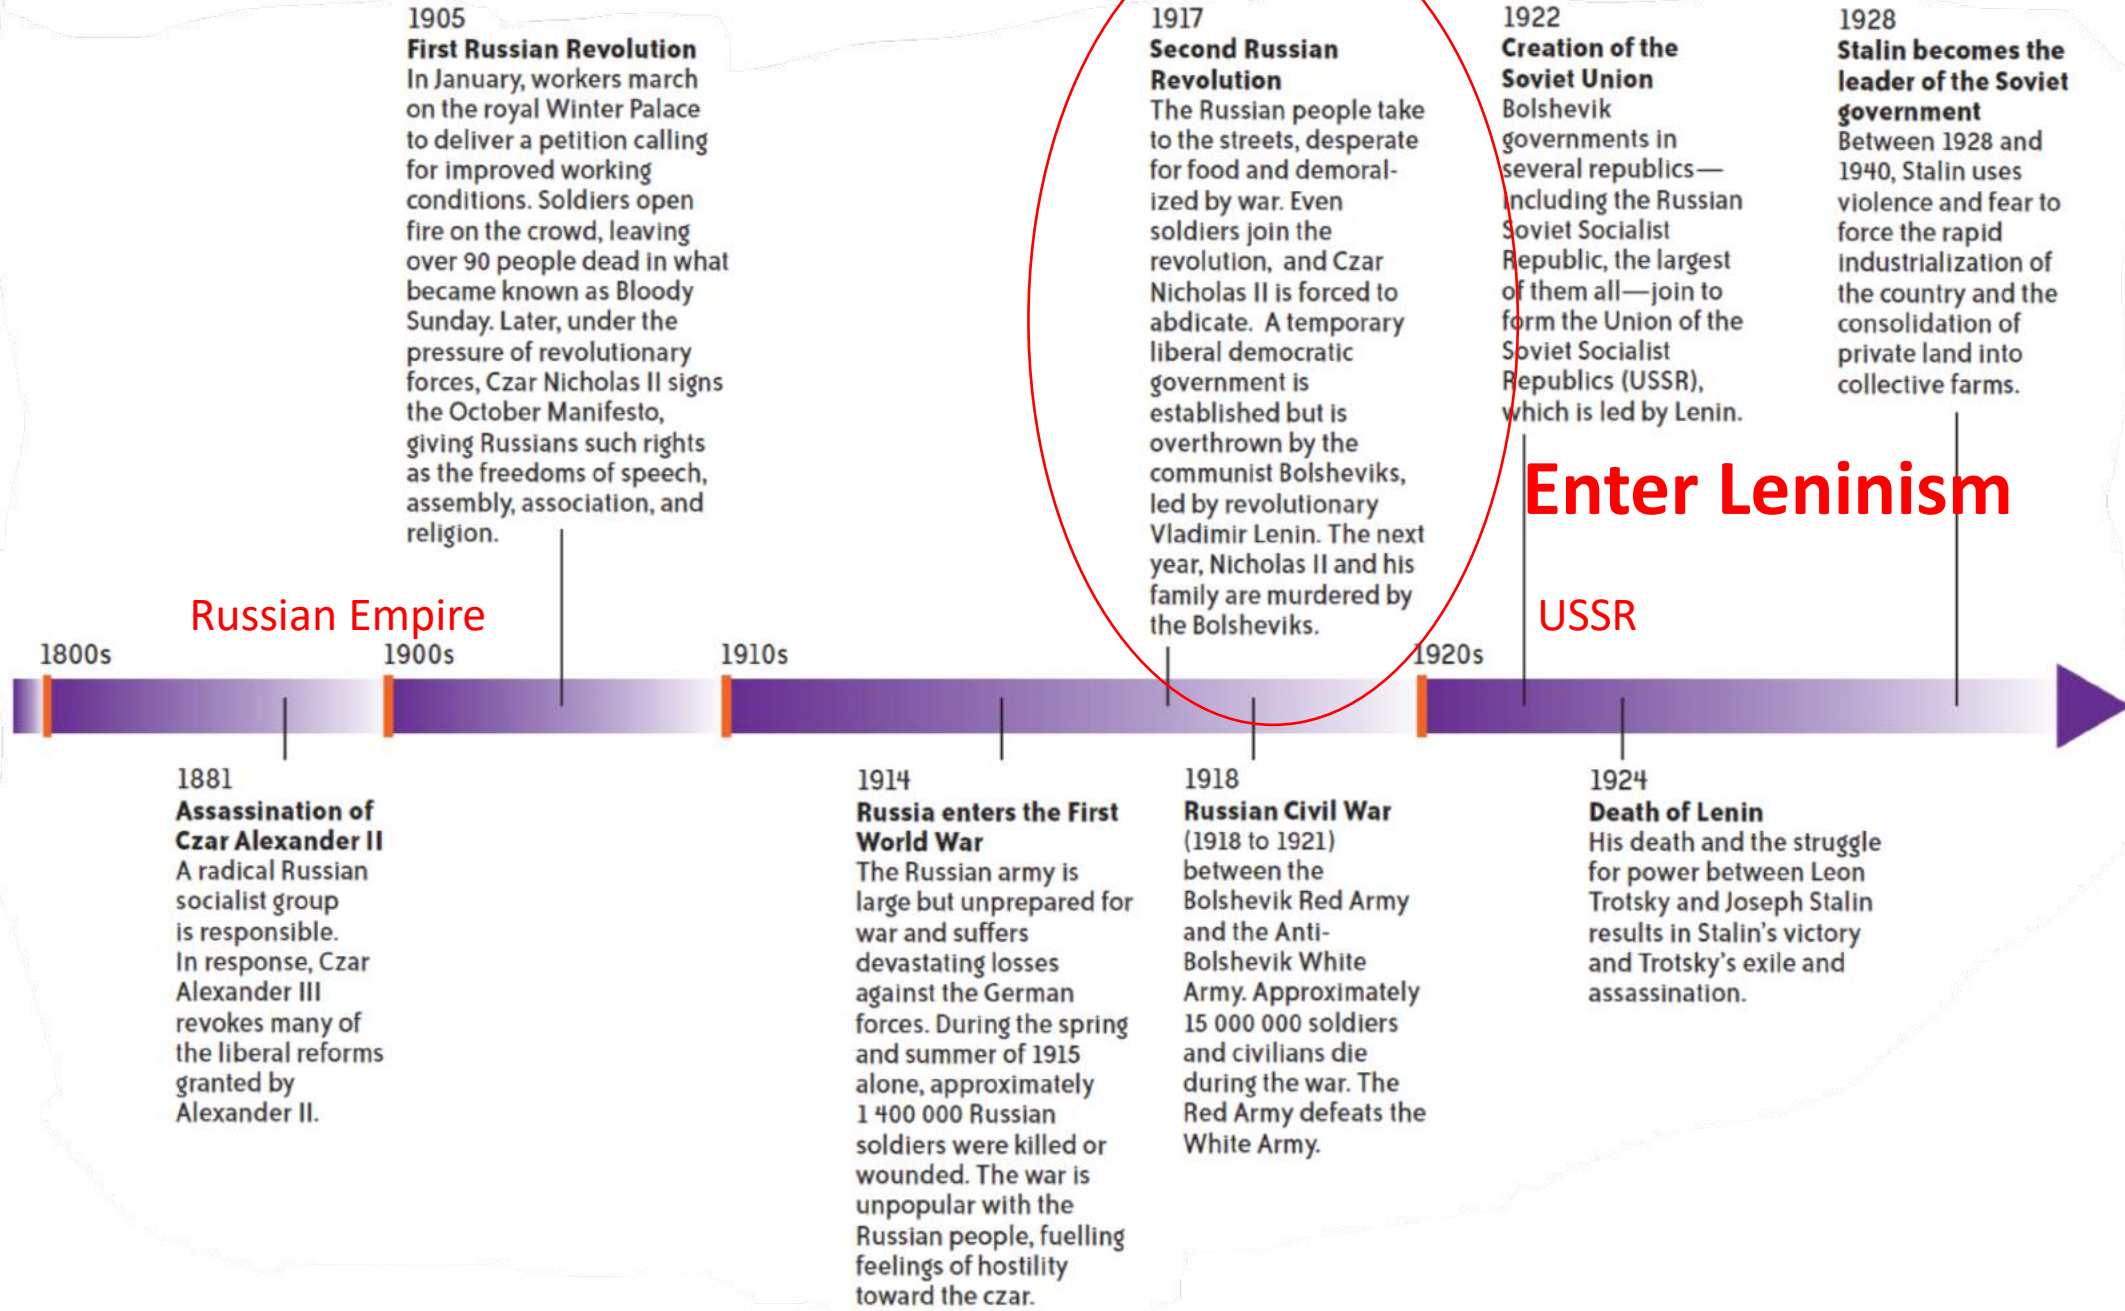 1905
First Russian Revolution
In January, workers march
on the royal Winter Palace
to deliver a petition calling
for improved working
conditions. Soldiers open
fire on the crowd, leaving
over 90 people dead in what
became known as Bloody
Sunday. Later, under the
pressure of revolutionary
forces, Czar Nicholas II signs
the October Manifesto,
giving Russians such rights
as the freedoms of speech,
assembly, association, and
religion.
1917
Second Russian
Revolution
The Russian people take
to the streets, desperate
for food and demoral-
ized by war. Even
soldiers join the
revolution, and Czar
Nicholas II is forced to
abdicate. A temporary
liberal democratic
government is
established but is
overthrown by the
communist Bolsheviks,
led by revolutionary
Vladimir Lenin. The next
year, Nicholas II and his
family are murdered by
the Bolsheviks.
1922
Creation of the
Soviet Union
Bolshevik
governments in
several republics—
including the Russian
Soviet Socialist
Republic, the largest
of them all—join to
form the Union of the
Soviet Socialist
Republics (USSR),
which is led by Lenin.
1928
Stalin becomes the
leader of the Soviet
government
Between 1928 and
1940, Stalin uses
violence and fear to
force the rapid
industrialization of
the country and the
consolidation of
private land into
collective farms.
Enter Leninism
Russian Empire
USSR
1800s
1900s
1910s
1920s
1881
Assassination of
Czar Alexander II
A radical Russian
socialist group
is responsible.
In response, Czar
Alexander III
revokes many of
the liberal reforms
granted by
Alexander II.
1914
Russia enters the First
World War
The Russian army is
large but unprepared for
war and suffers
devastating losses
against the German
forces. During the spring
and summer of 1915
alone, approximately
1 400 000 Russian
soldiers were killed or
wounded. The war is
unpopular with the
Russian people, fuelling
feelings of hostility
toward the czar.
1918
Russian Civil War
(1918 to 1921)
between the
Bolshevik Red Army
and the Anti-
Bolshevik White
Army. Approximately
15 000 000 soldiers
and civilians die
during the war. The
Red Army defeats the
White Army.
1924
Death of Lenin
His death and the struggle
for power between Leon
Trotsky and Joseph Stalin
results in Stalin's victory
and Trotsky's exile and
assassination.